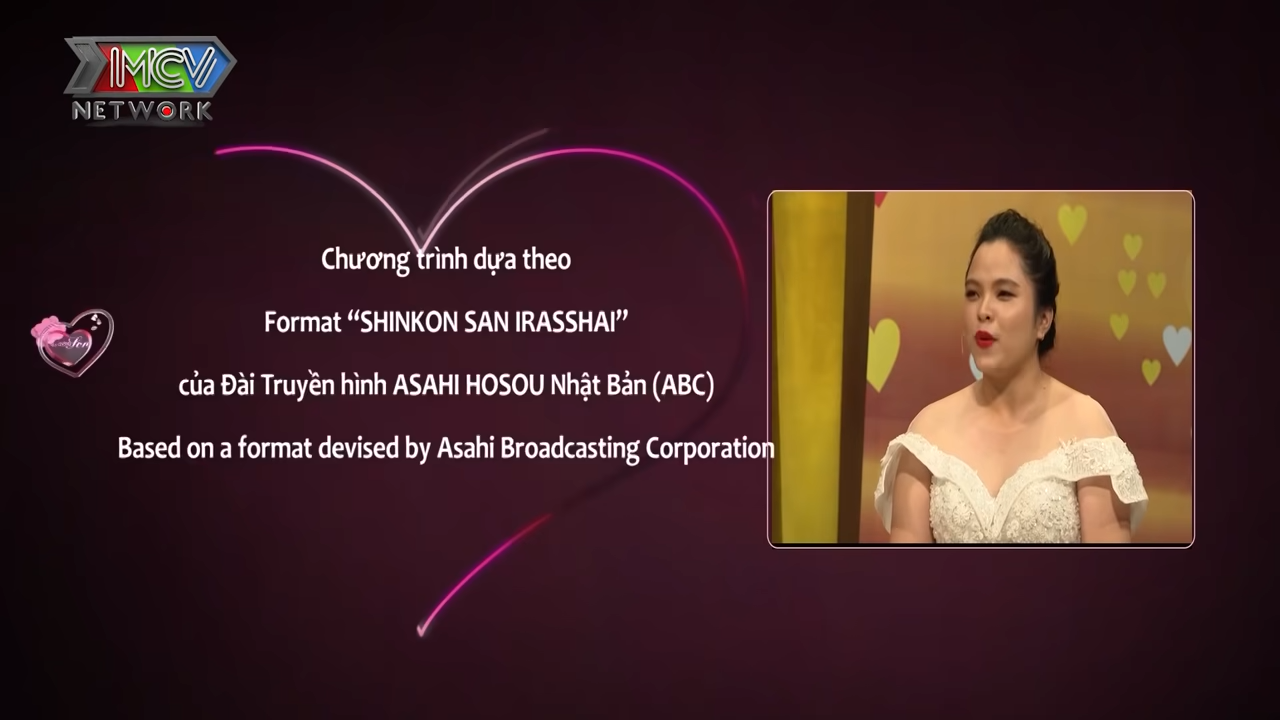 MCV
NETWORK
Chương trình dựa theo
Format “SHINKON SAN IRASSHAI”
của Đài Truyền hình ASAHI HOSOU Nhật Bản (ABC)
Based on a format devised by Asahi Broadcasting Corporation